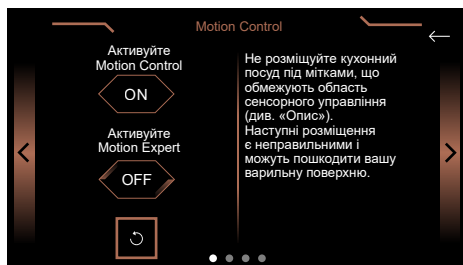 Motion Control
Активуйте
Motion Control
ON
Активуйте
Motion Expert
OFF
Не розміщуйте кухонний
посуд під мітками, що
обмежують область
сенсорного управління
(див. «Опис»).
Наступні розміщення
є неправильними і
можуть пошкодити вашу
варильну поверхню.